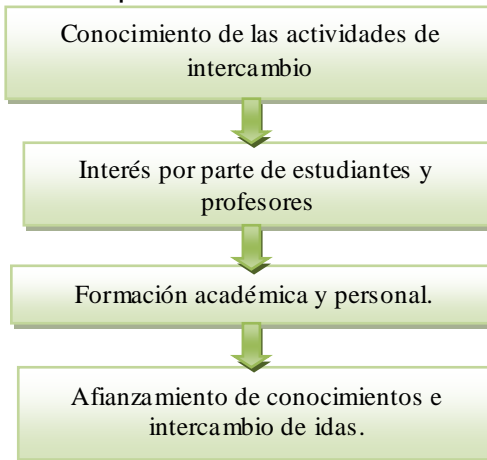 Conocimiento de las actividades de
intercambio
Interés por parte de estudiantes y
profesores
Formación académica y personal.
Afianzamiento de conocimientos e
intercambio de idas.